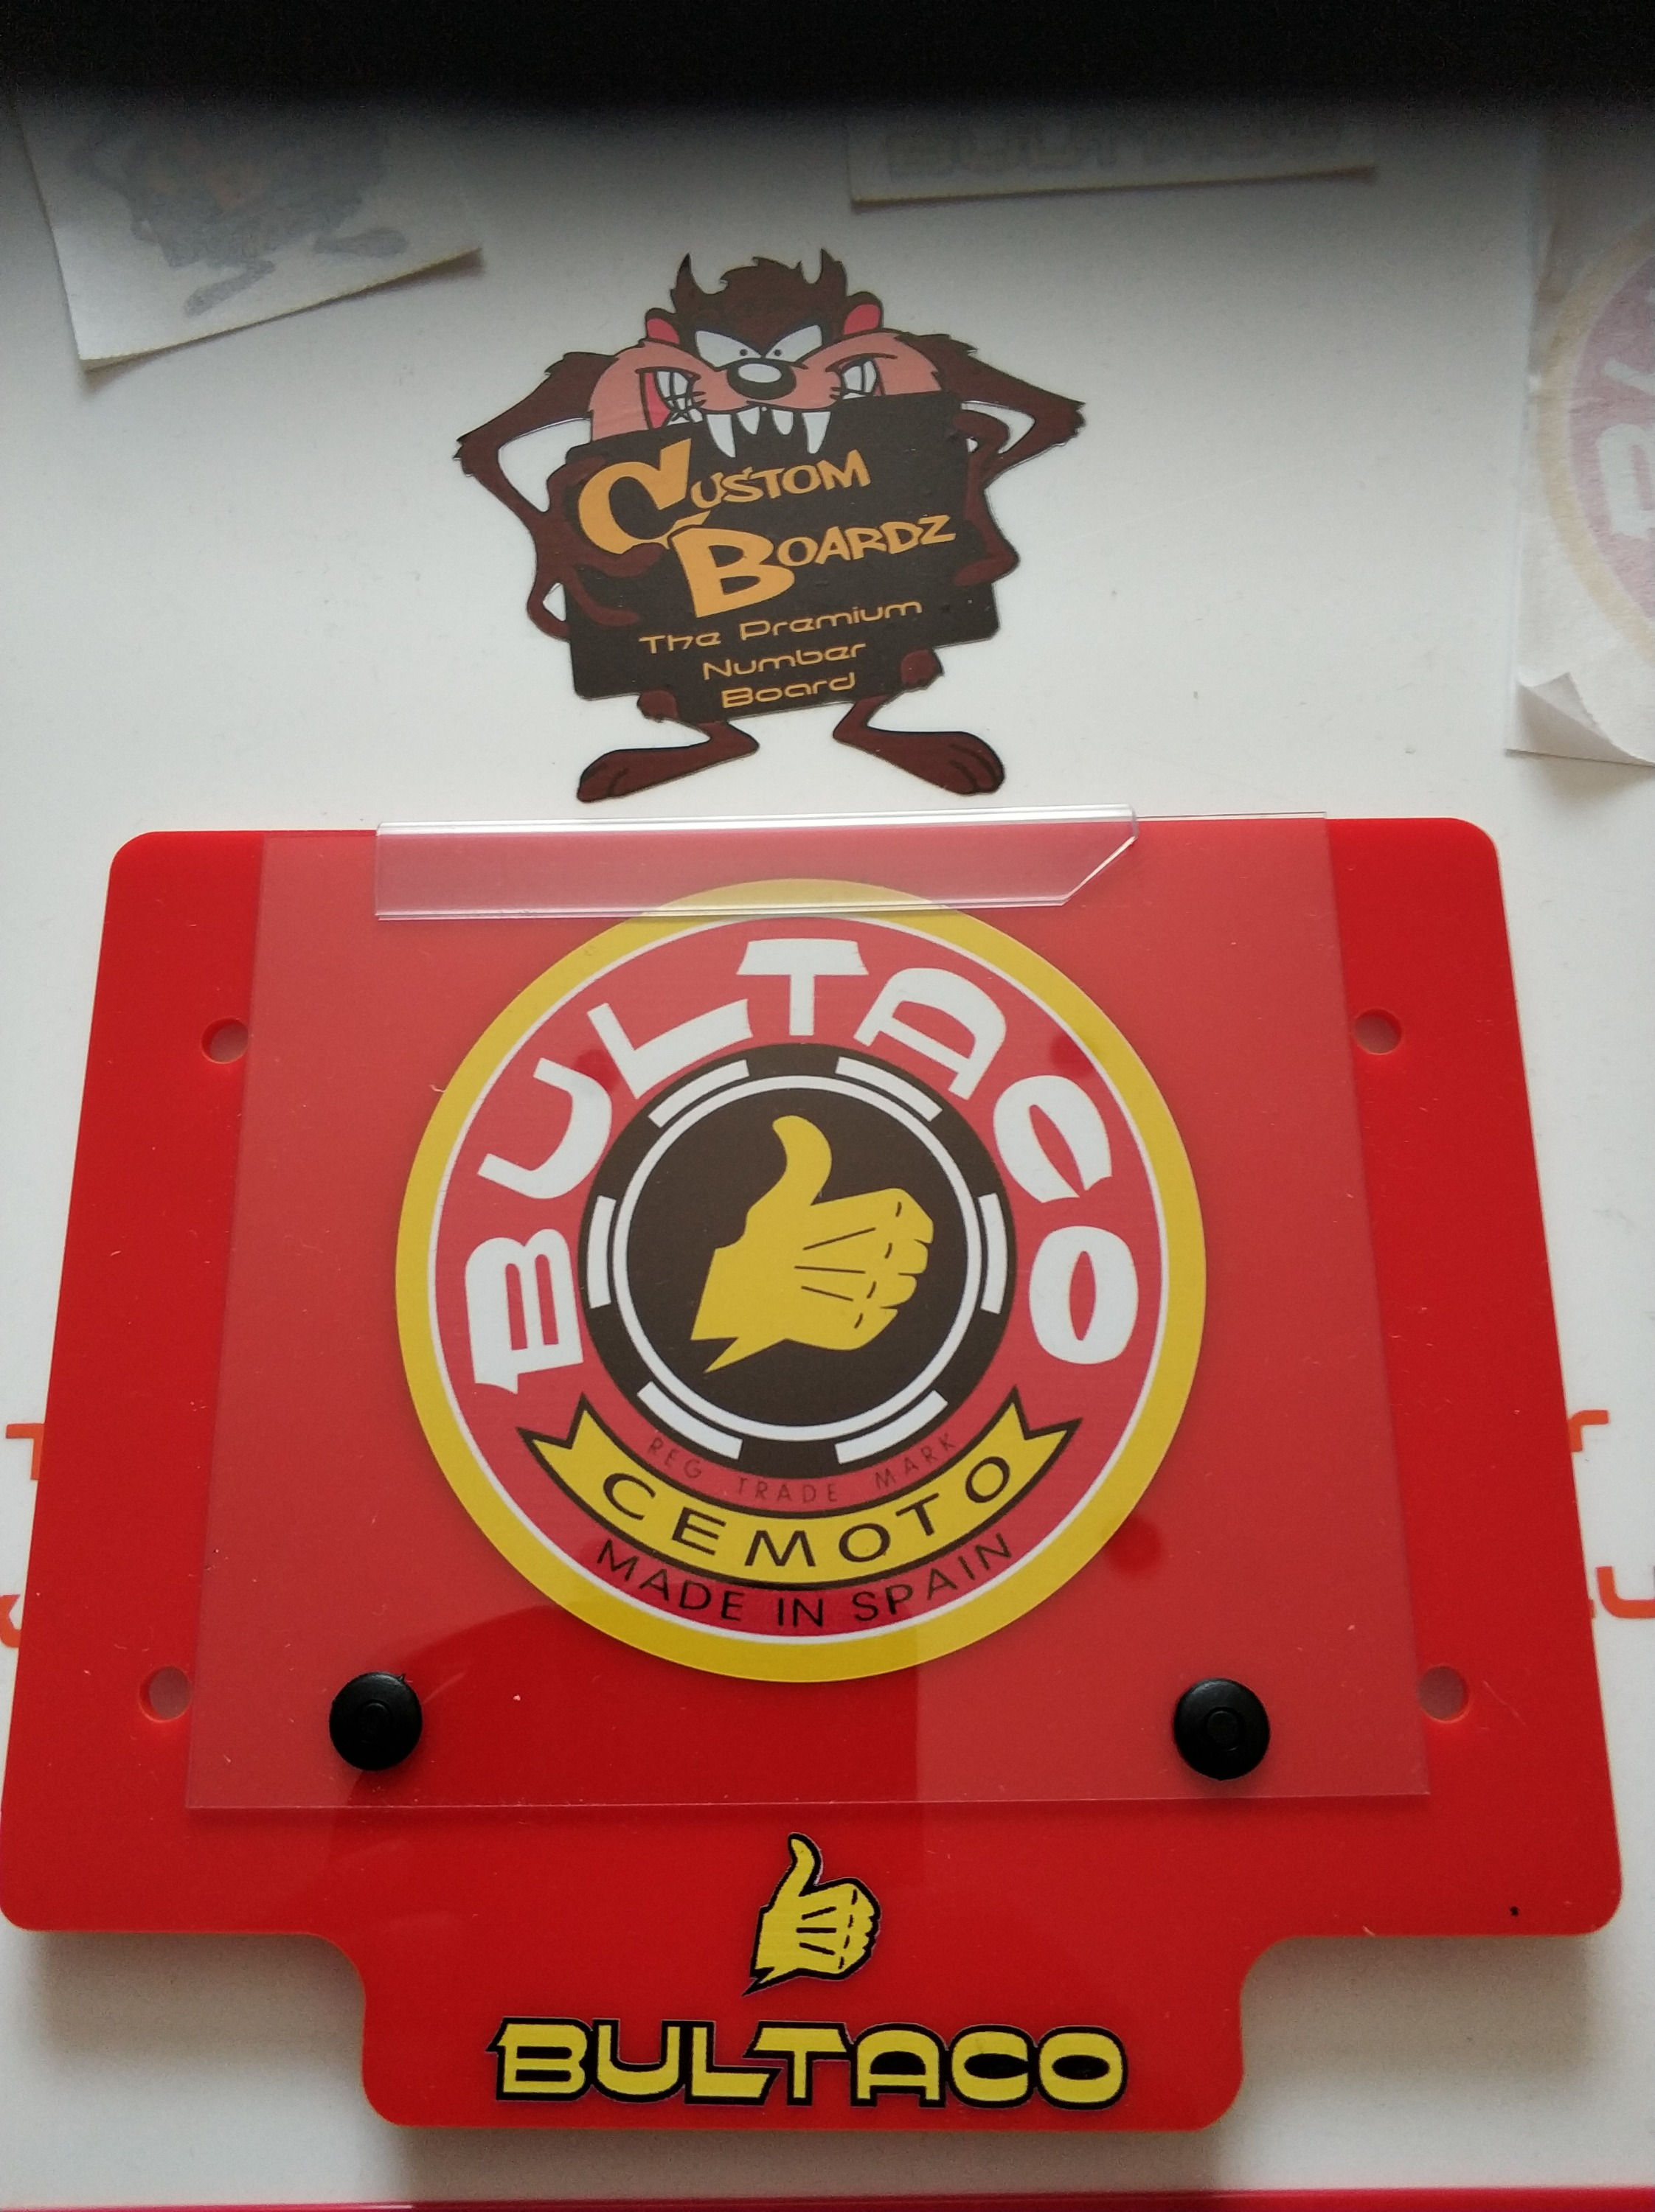 CUSTOM
BOARDZ
The Premium
Number
Board
BULTACO
REG TRADE MARK
CEMOTO
MADE IN SPAIN
BULTACO